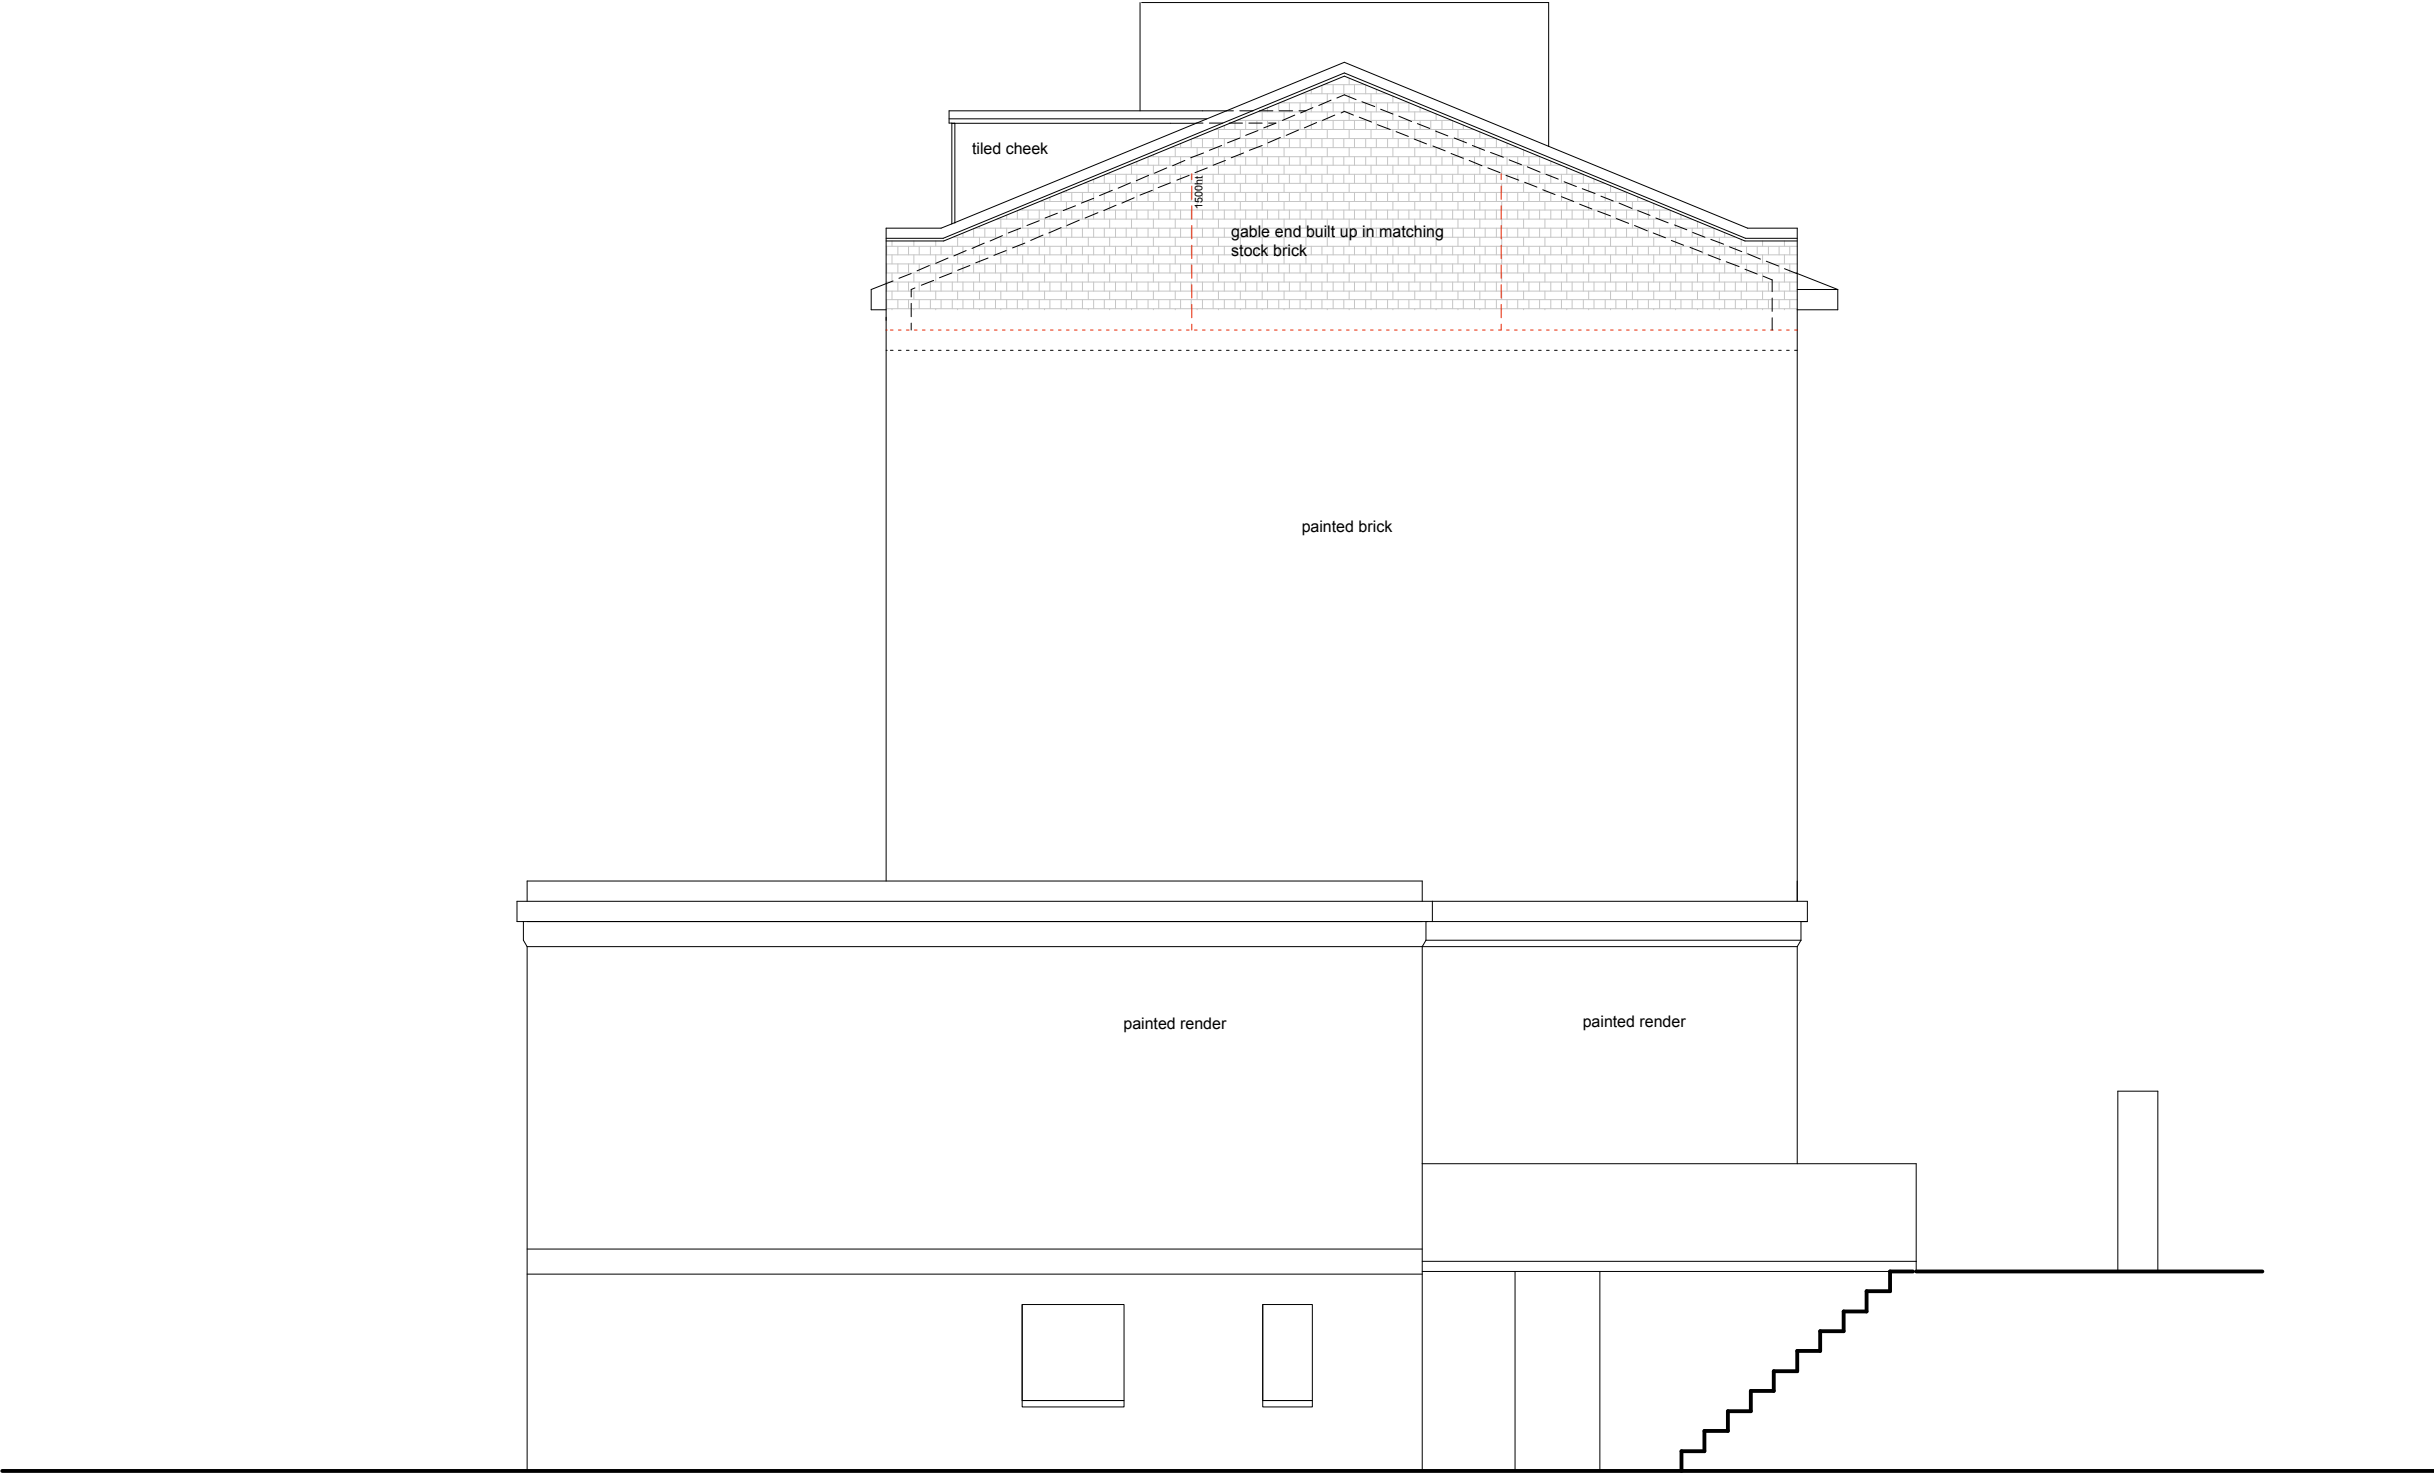 tiled cheek
1500ht
gable end built up in matching
stock brick
painted brick
painted render
painted render